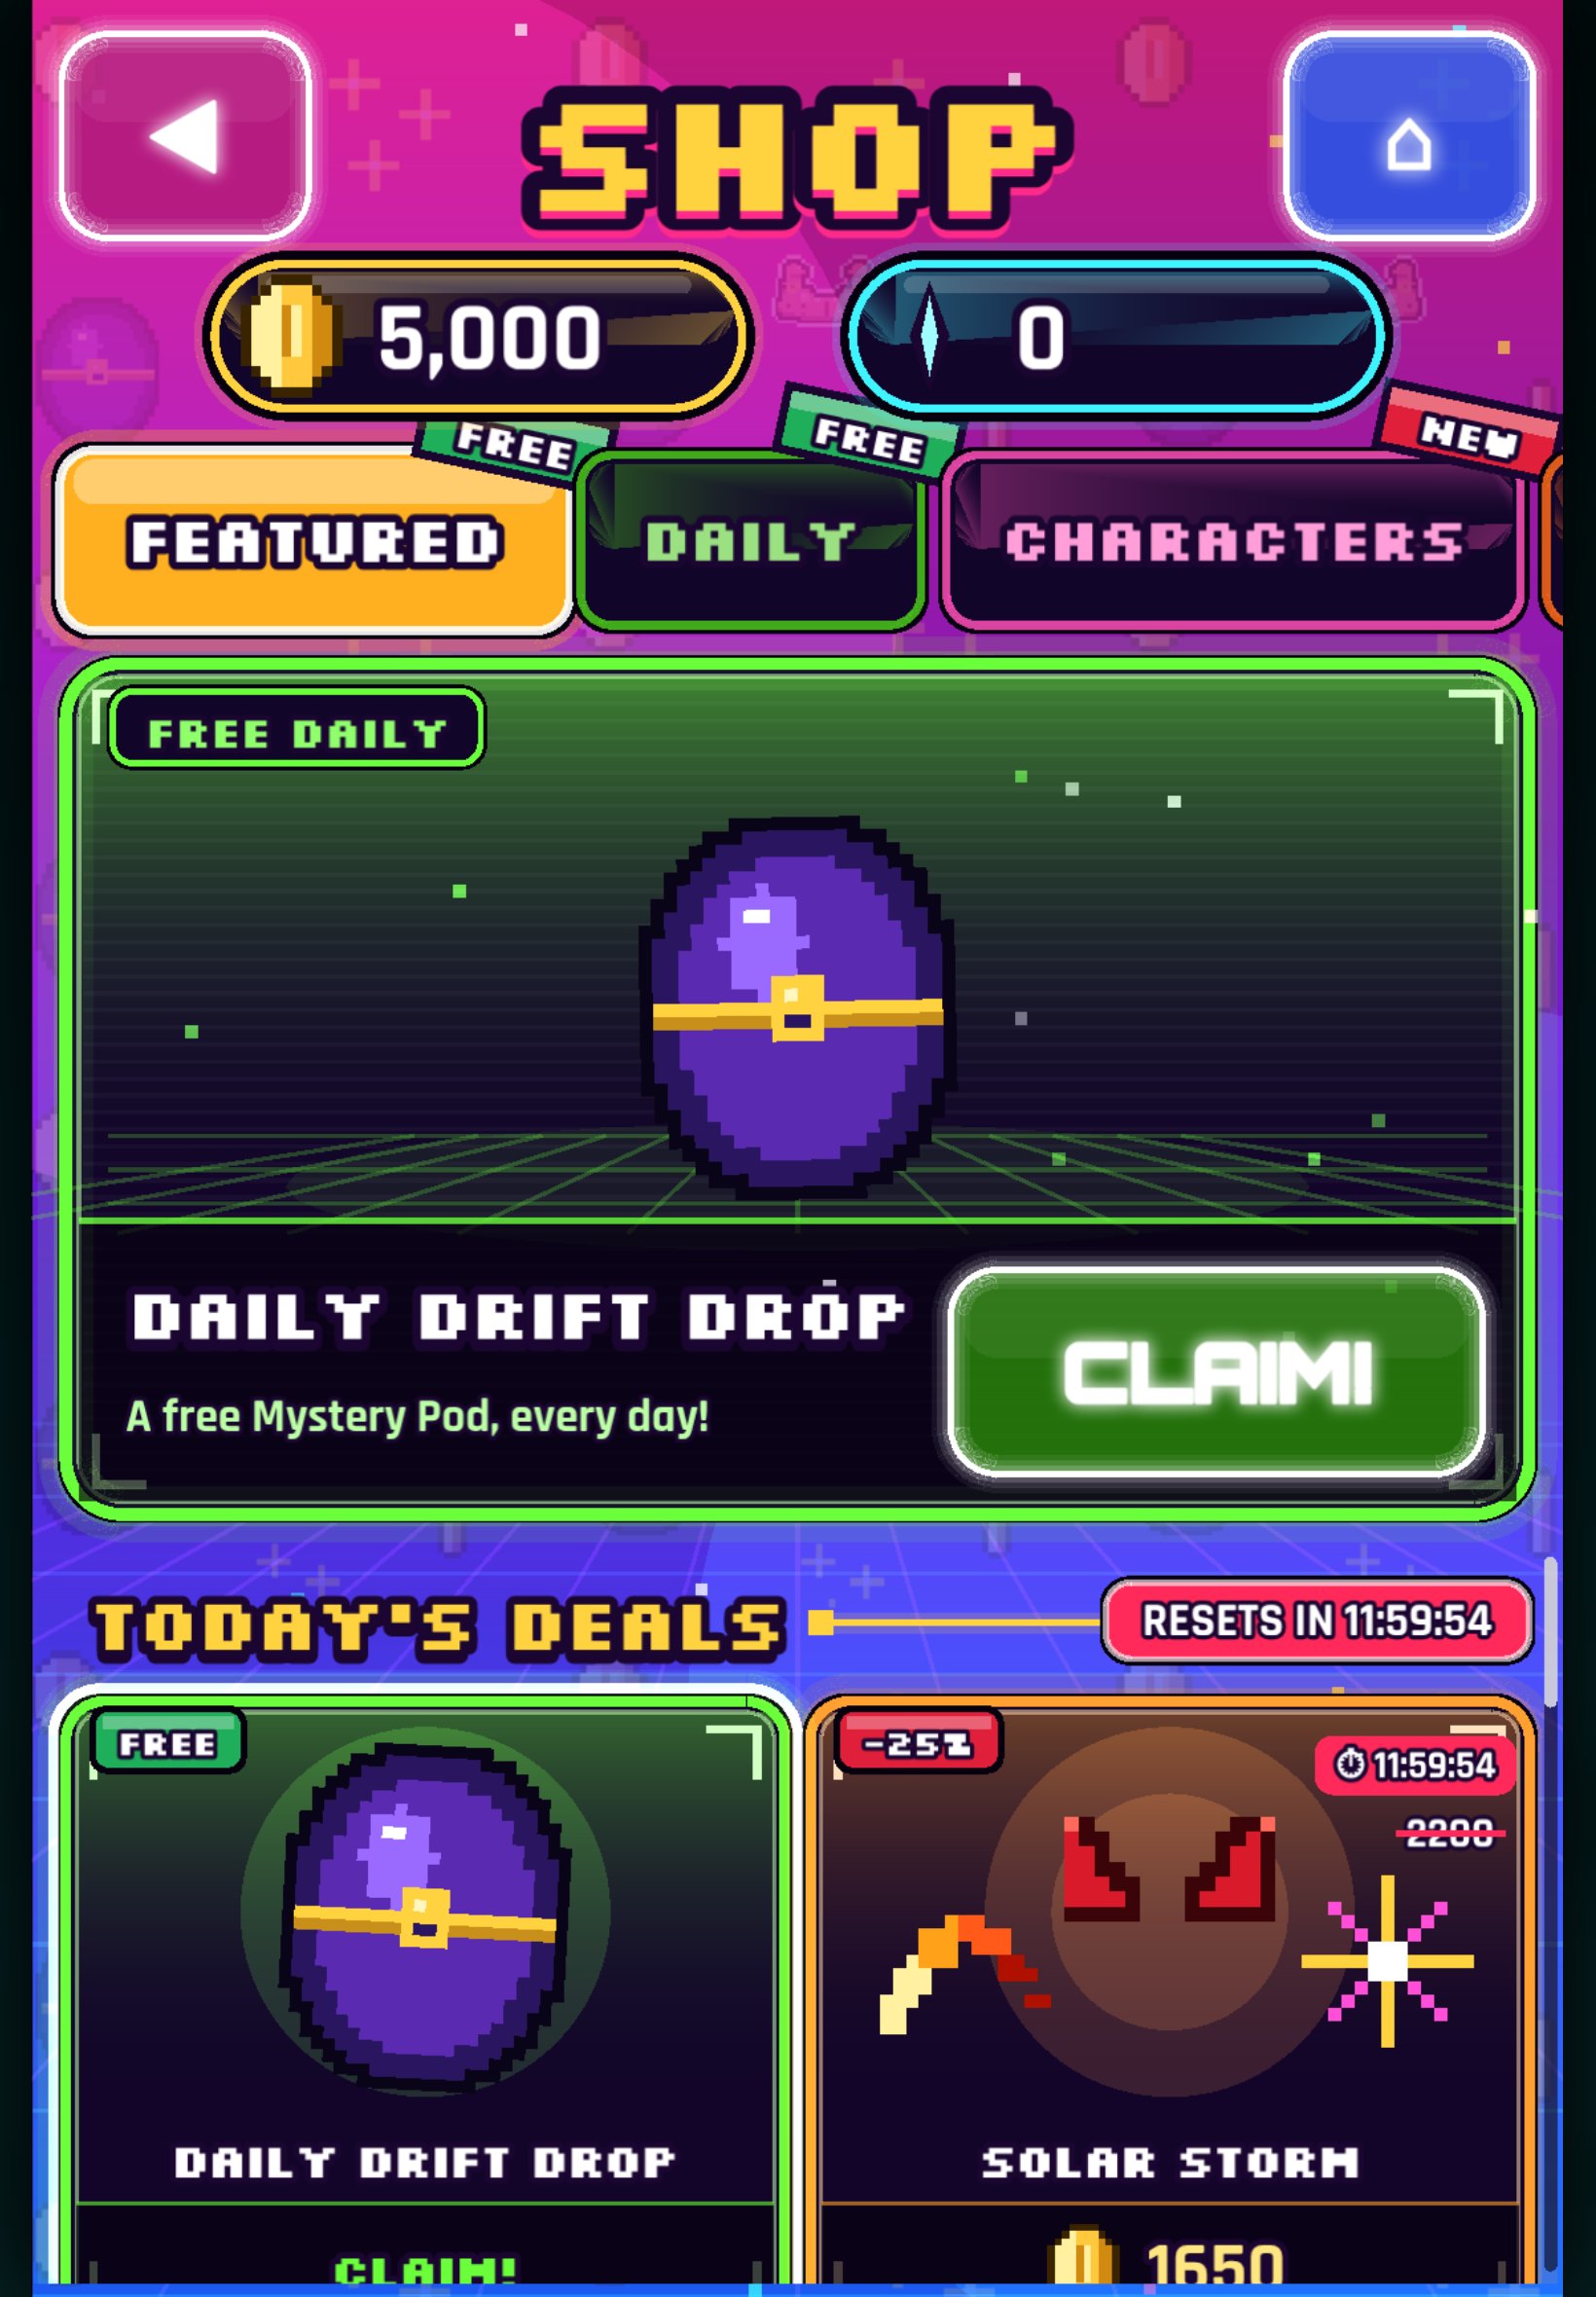 SHOP
5,000
0
FREE
FREE
NEW
FEATURED
DAILY
CHARACTERS
FREE DAILY
DAILY DRIFT DROP
A free Mystery Pod, every day!
CLAIM!
TODAY'S DEALS
RESETS IN 11:59:54
FREE
-25%
11:59:54
2200
DAILY DRIFT DROP
SOLAR STORM
CLAIM!
1650